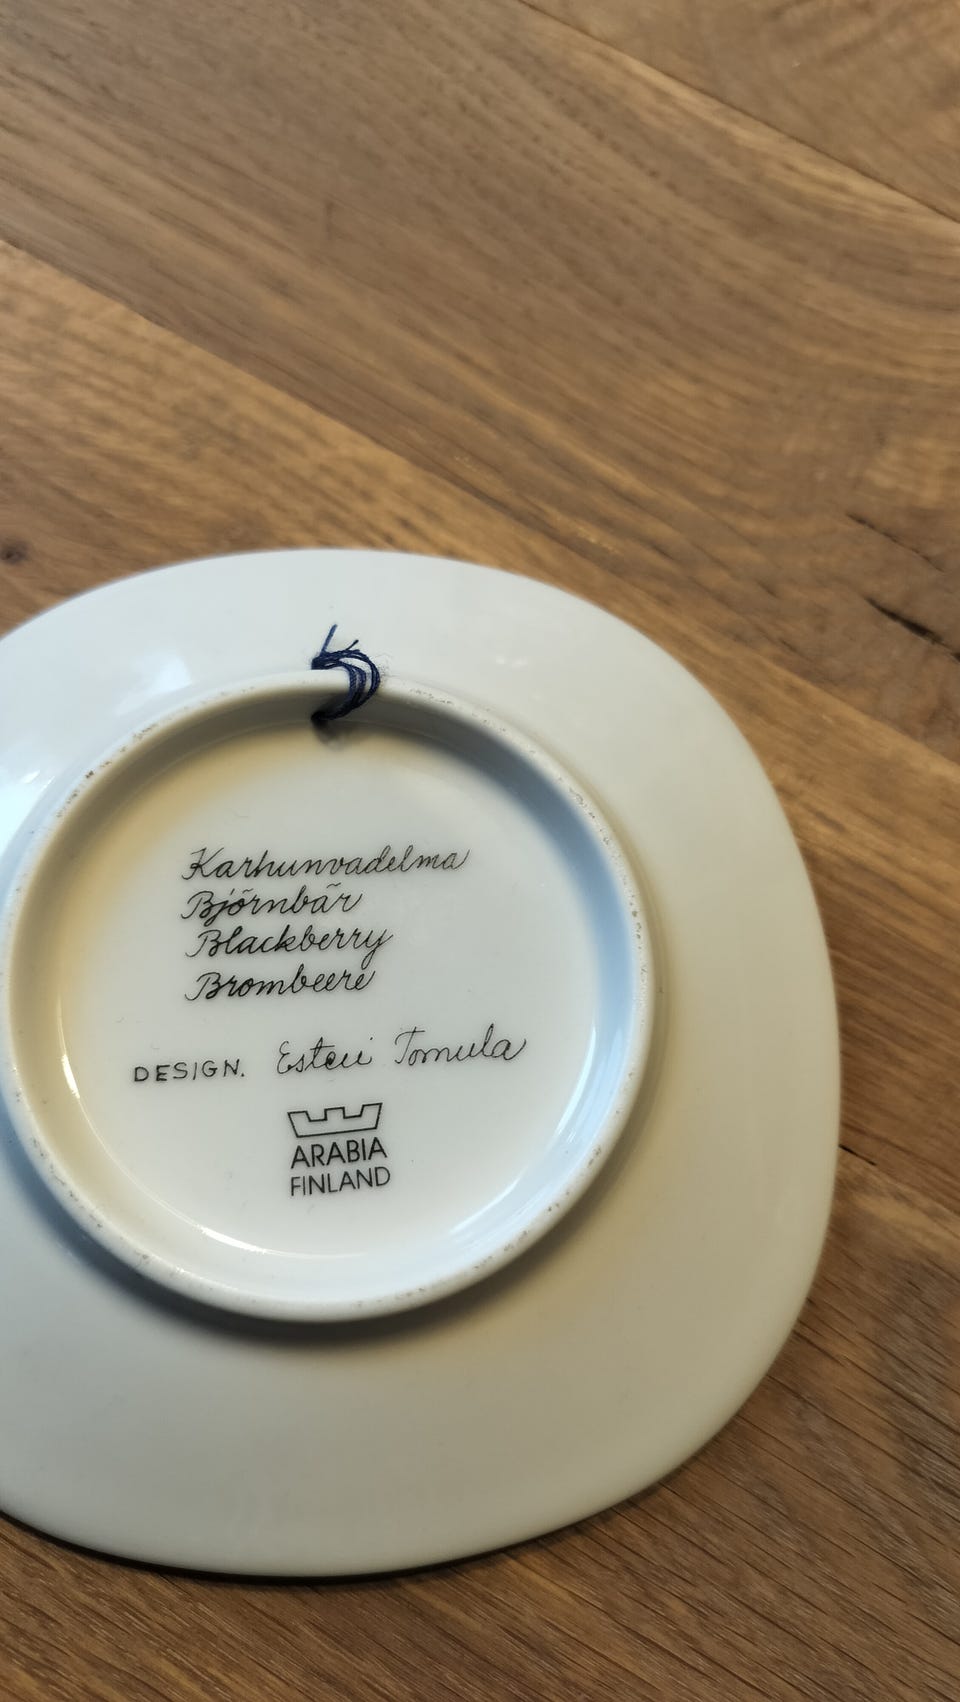 Karhunvadelma
Björnbär
Blackberry
Brombeere
DESIGN. Esteri Tomula
ARABIA
FINLAND